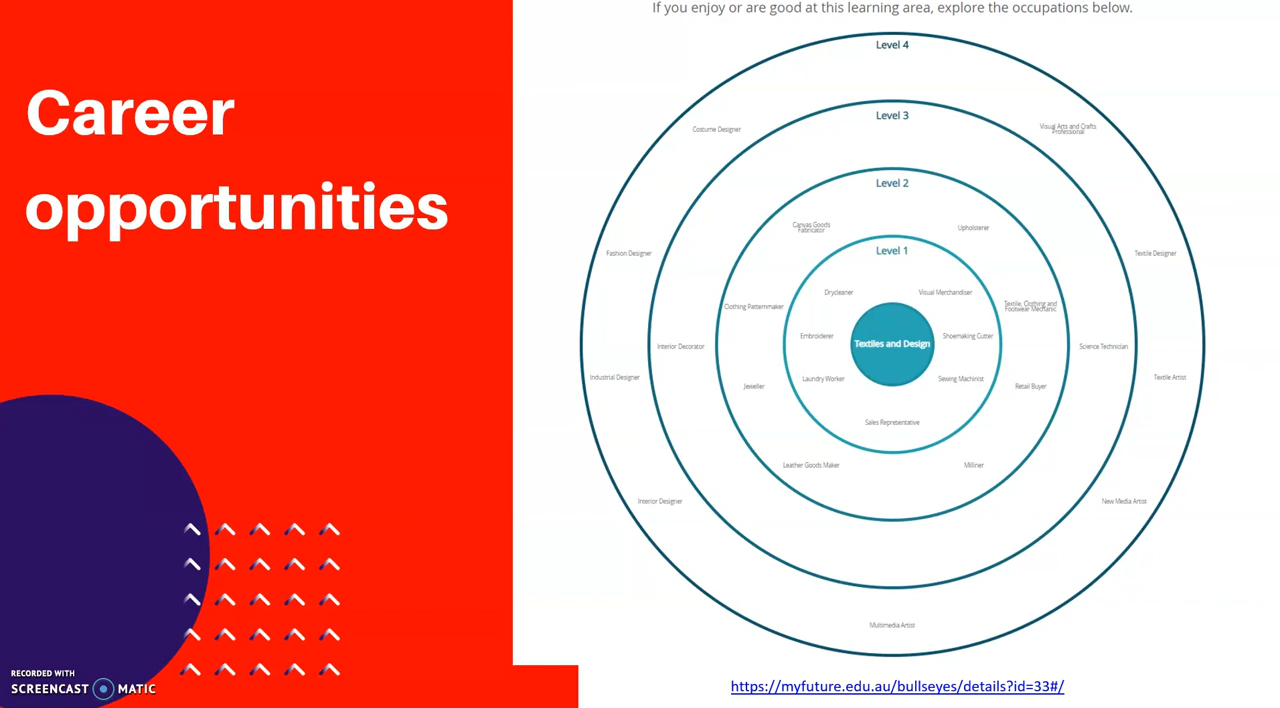 If you enjoy or are good at this learning area, explore the occupations below.
Career
opportunities
Level 4
Costume Designer
Visual Arts and Crafts
Professional
Fashion Designer
Textile Designer
Industrial Designer
Textile Artist
Interior Designer
New Media Artist
Multimedia Artist
Level 3
Interior Decorator
Science Technician
Level 2
Canvas Goods
Fabricator
Upholsterer
Clothing Patternmaker
Textile, Clothing and
Footwear Mechanic
Jeweller
Retail Buyer
Leather Goods Maker
Milliner
Level 1
Drycleaner
Visual Merchandiser
Embroiderer
Shoemaking Cutter
Laundry Worker
Sewing Machinist
Sales Representative
Textiles and Design
RECORDED WITH
SCREENCAST MATIC
https://myfuture.edu.au/bullseyes/details?id=33#/